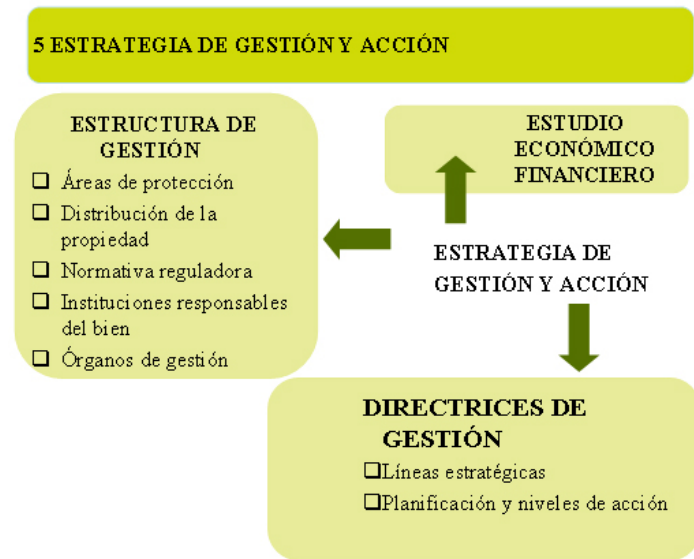 5 ESTRATEGIA DE GESTIÓN Y ACCIÓN
ESTRUCTURA DE
GESTIÓN
Áreas de protección
Distribución de la
propiedad
Normativa reguladora
Instituciones responsables
del bien
Órganos de gestión
ESTUDIO
ECONÓMICO
FINANCIERO
ESTRATEGIA DE
GESTIÓN Y ACCIÓN
DIRECTRICES DE
GESTIÓN
Líneas estratégicas
Planificación y niveles de acción